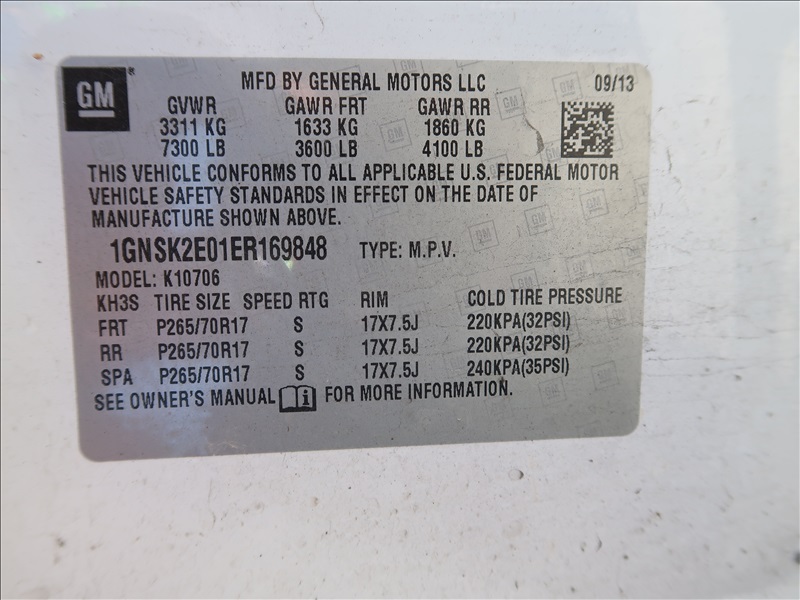 GM
MFD BY GENERAL MOTORS LLC 09/13
GVWR GAWR FRT GAWR RR
3311 KG 1633 KG 1860 KG
7300 LB 3600 LB 4100 LB
THIS VEHICLE CONFORMS TO ALL APPLICABLE U.S. FEDERAL MOTOR
VEHICLE SAFETY STANDARDS IN EFFECT ON THE DATE OF
MANUFACTURE SHOWN ABOVE.
1GNSK2E01ER169848 TYPE: M.P.V.
MODEL: K10706
KH3S TIRE SIZE SPEED RTG RIM COLD TIRE PRESSURE
FRT P265/70R17 S 17X7.5J 220KPA(32PSI)
RR P265/70R17 S 17X7.5J 220KPA(32PSI)
SPA P265/70R17 S 17X7.5J 240KPA(35PSI)
SEE OWNER'S MANUAL i FOR MORE INFORMATION.